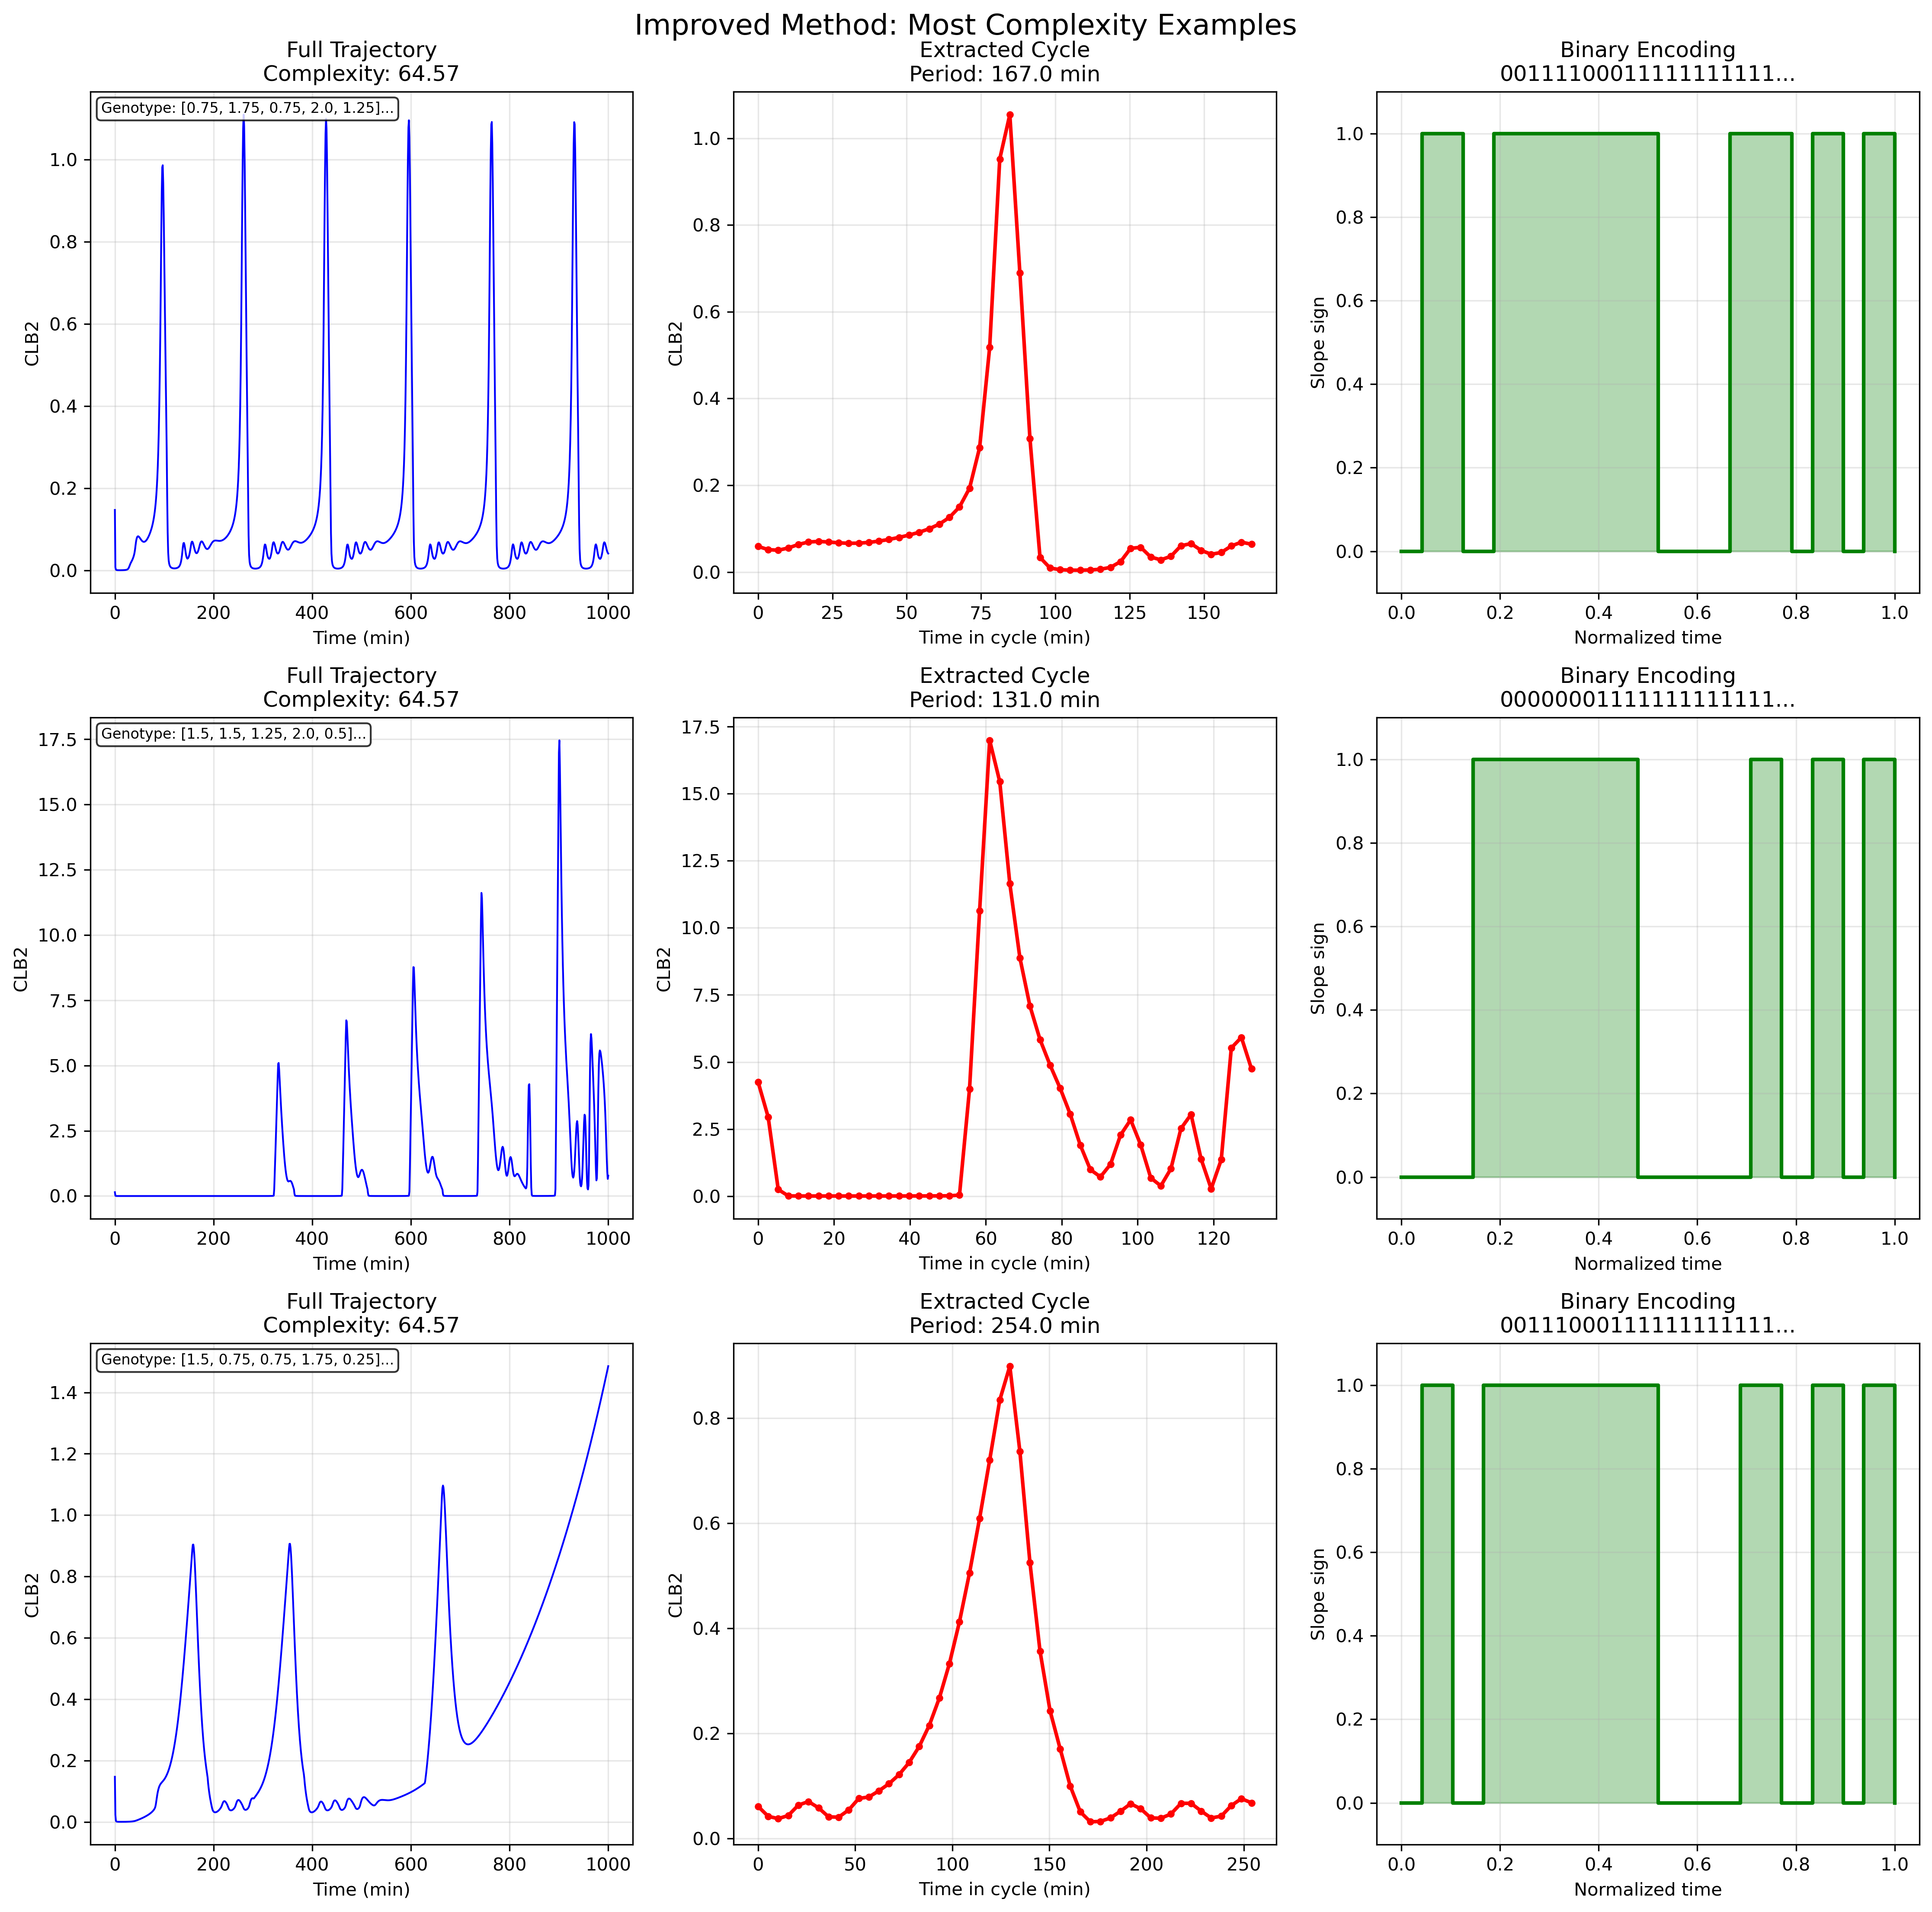 Improved Method: Most Complexity Examples
Full Trajectory
Complexity: 64.57
Genotype: [0.75, 1.75, 0.75, 2.0, 1.25]...
CLB2
1.0
0.8
0.6
0.4
0.2
0.0
0 200 400 600 800 1000
Time (min)
Extracted Cycle
Period: 167.0 min
CLB2
1.0
0.8
0.6
0.4
0.2
0.0
0 25 50 75 100 125 150
Time in cycle (min)
Binary Encoding
00111100011111111111...
Slope sign
1.0
0.8
0.6
0.4
0.2
0.0
0.0 0.2 0.4 0.6 0.8 1.0
Normalized time
Full Trajectory
Complexity: 64.57
Genotype: [1.5, 1.5, 1.25, 2.0, 0.5]...
CLB2
17.5
15.0
12.5
10.0
7.5
5.0
2.5
0.0
0 200 400 600 800 1000
Time (min)
Extracted Cycle
Period: 131.0 min
CLB2
17.5
15.0
12.5
10.0
7.5
5.0
2.5
0.0
0 20 40 60 80 100 120
Time in cycle (min)
Binary Encoding
00000001111111111111...
Slope sign
1.0
0.8
0.6
0.4
0.2
0.0
0.0 0.2 0.4 0.6 0.8 1.0
Normalized time
Full Trajectory
Complexity: 64.57
Genotype: [1.5, 0.75, 0.75, 1.75, 0.25]...
CLB2
1.4
1.2
1.0
0.8
0.6
0.4
0.2
0.0
0 200 400 600 800 1000
Time (min)
Extracted Cycle
Period: 254.0 min
CLB2
0.8
0.6
0.4
0.2
0.0
0 50 100 150 200 250
Time in cycle (min)
Binary Encoding
00111000111111111111...
Slope sign
1.0
0.8
0.6
0.4
0.2
0.0
0.0 0.2 0.4 0.6 0.8 1.0
Normalized time